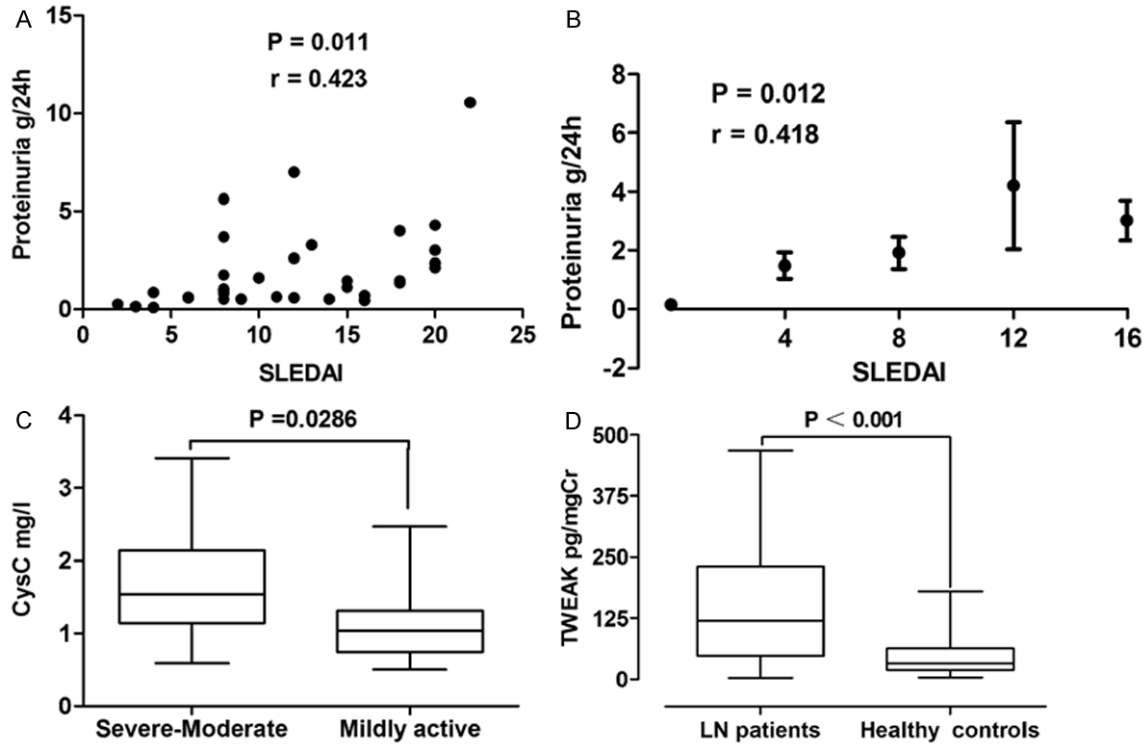 A
P = 0.011
r = 0.423
Proteinuria g/24h
15
10
5
0
0 5 10 15 20 25
SLEDAI
B
P = 0.012
r = 0.418
Proteinuria g/24h
8
6
4
2
0
-2
4 8 12 16
SLEDAI
C
P =0.0286
CysC mg/l
4
3
2
1
0
Severe-Moderate Mildly active
D
P < 0.001
TWEAK pg/mgCr
500
375
250
125
0
LN patients Healthy controls